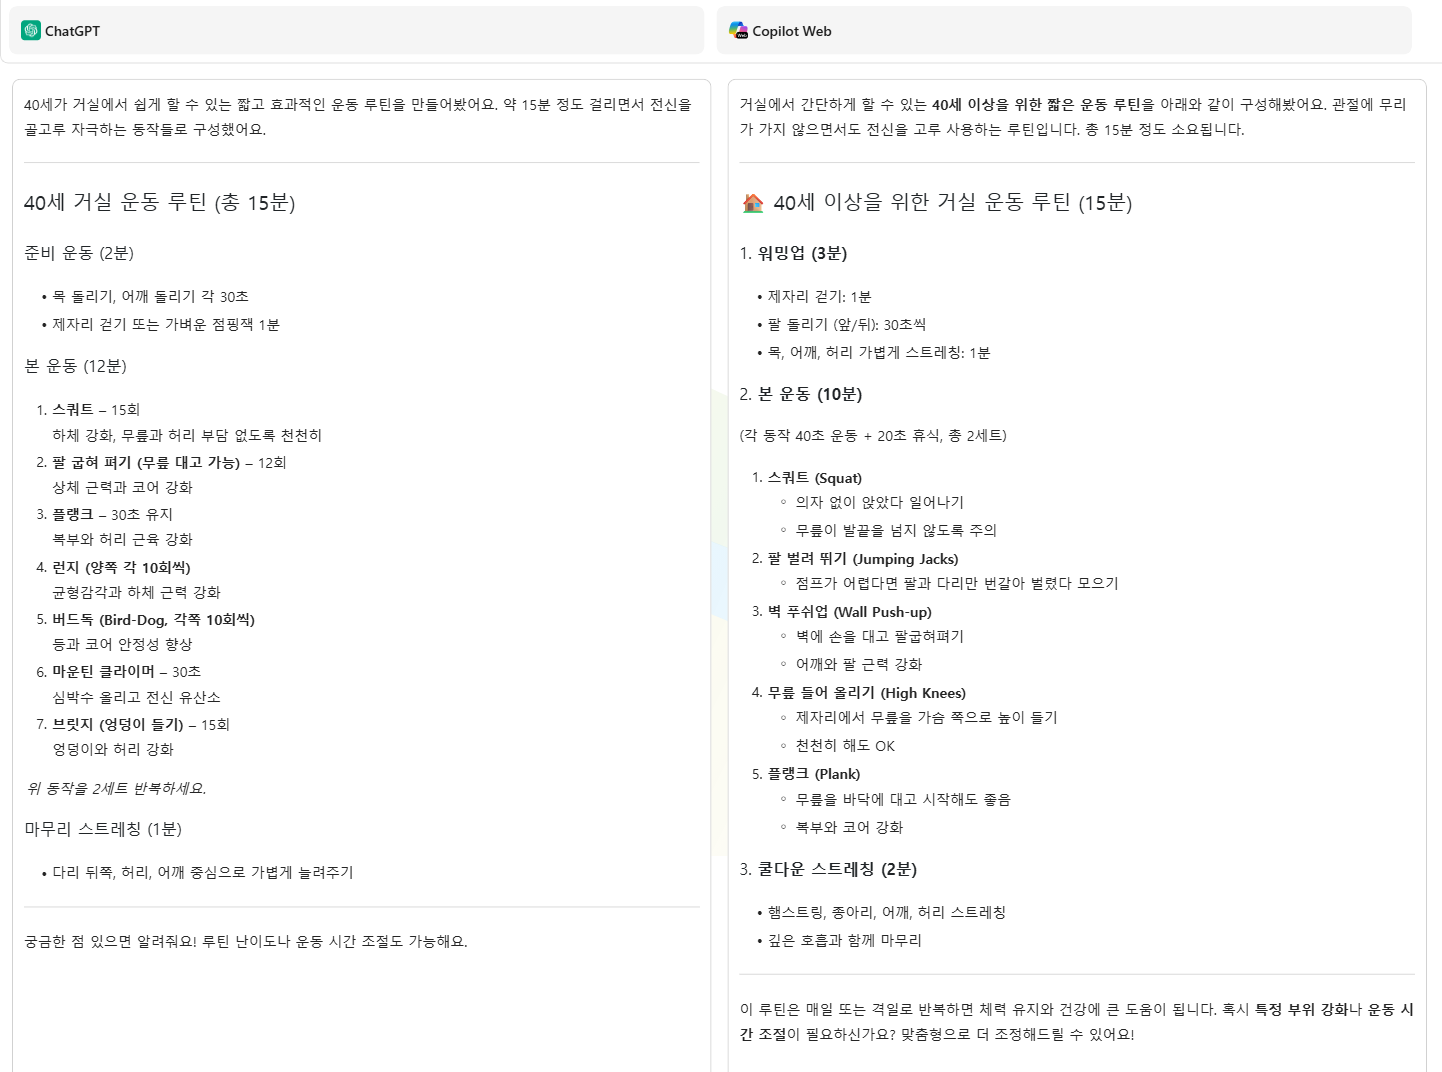 ChatGPT
40세가 거실에서 쉽게 할 수 있는 짧고 효과적인 운동 루틴을 만들어봤어요. 약 15분 정도 걸리면서 전신을
골고루 자극하는 동작들로 구성했어요.
40세 거실 운동 루틴 (총 15분)
준비 운동 (2분)
• 목 돌리기, 어깨 돌리기 각 30초
• 제자리 걷기 또는 가벼운 점핑잭 1분
본 운동 (12분)
1. 스쿼트 – 15회
하체 강화, 무릎과 허리 부담 없도록 천천히
2. 팔 굽혀 펴기 (무릎 대고 가능) – 12회
상체 근력과 코어 강화
3. 플랭크 – 30초 유지
복부와 허리 근육 강화
4. 런지 (양쪽 각 10회씩)
균형감각과 하체 근력 강화
5. 버드독 (Bird-Dog, 각쪽 10회씩)
등과 코어 안정성 향상
6. 마운틴 클라이머 – 30초
심박수 올리고 전신 유산소
7. 브릿지 (엉덩이 들기) – 15회
엉덩이와 허리 강화
위 동작을 2세트 반복하세요.
마무리 스트레칭 (1분)
• 다리 뒤쪽, 허리, 어깨 중심으로 가볍게 늘려주기
궁금한 점 있으면 알려줘요! 루틴 난이도나 운동 시간 조절도 가능해요.
Copilot Web
거실에서 간단하게 할 수 있는 40세 이상을 위한 짧은 운동 루틴을 아래와 같이 구성해봤어요. 관절에 무리
가 가지 않으면서도 전신을 고루 사용하는 루틴입니다. 총 15분 정도 소요됩니다.
40세 이상을 위한 거실 운동 루틴 (15분)
1. 워밍업 (3분)
• 제자리 걷기: 1분
• 팔 돌리기 (앞/뒤): 30초씩
• 목, 어깨, 허리 가볍게 스트레칭: 1분
2. 본 운동 (10분)
(각 동작 40초 운동 + 20초 휴식, 총 2세트)
1. 스쿼트 (Squat)
◦ 의자 없이 앉았다 일어나기
◦ 무릎이 발끝을 넘지 않도록 주의
2. 팔 벌려 뛰기 (Jumping Jacks)
◦ 점프가 어렵다면 팔과 다리만 번갈아 벌렸다 모으기
3. 벽 푸쉬업 (Wall Push-up)
◦ 벽에 손을 대고 팔굽혀펴기
◦ 어깨와 팔 근력 강화
4. 무릎 들어 올리기 (High Knees)
◦ 제자리에서 무릎을 가슴 쪽으로 높이 들기
◦ 천천히 해도 OK
5. 플랭크 (Plank)
◦ 무릎을 바닥에 대고 시작해도 좋음
◦ 복부와 코어 강화
3. 쿨다운 스트레칭 (2분)
• 햄스트링, 종아리, 어깨, 허리 스트레칭
• 깊은 호흡과 함께 마무리
이 루틴은 매일 또는 격일로 반복하면 체력 유지와 건강에 큰 도움이 됩니다. 혹시 특정 부위 강화나 운동 시
간 조절이 필요하신가요? 맞춤형으로 더 조정해드릴 수 있어요!